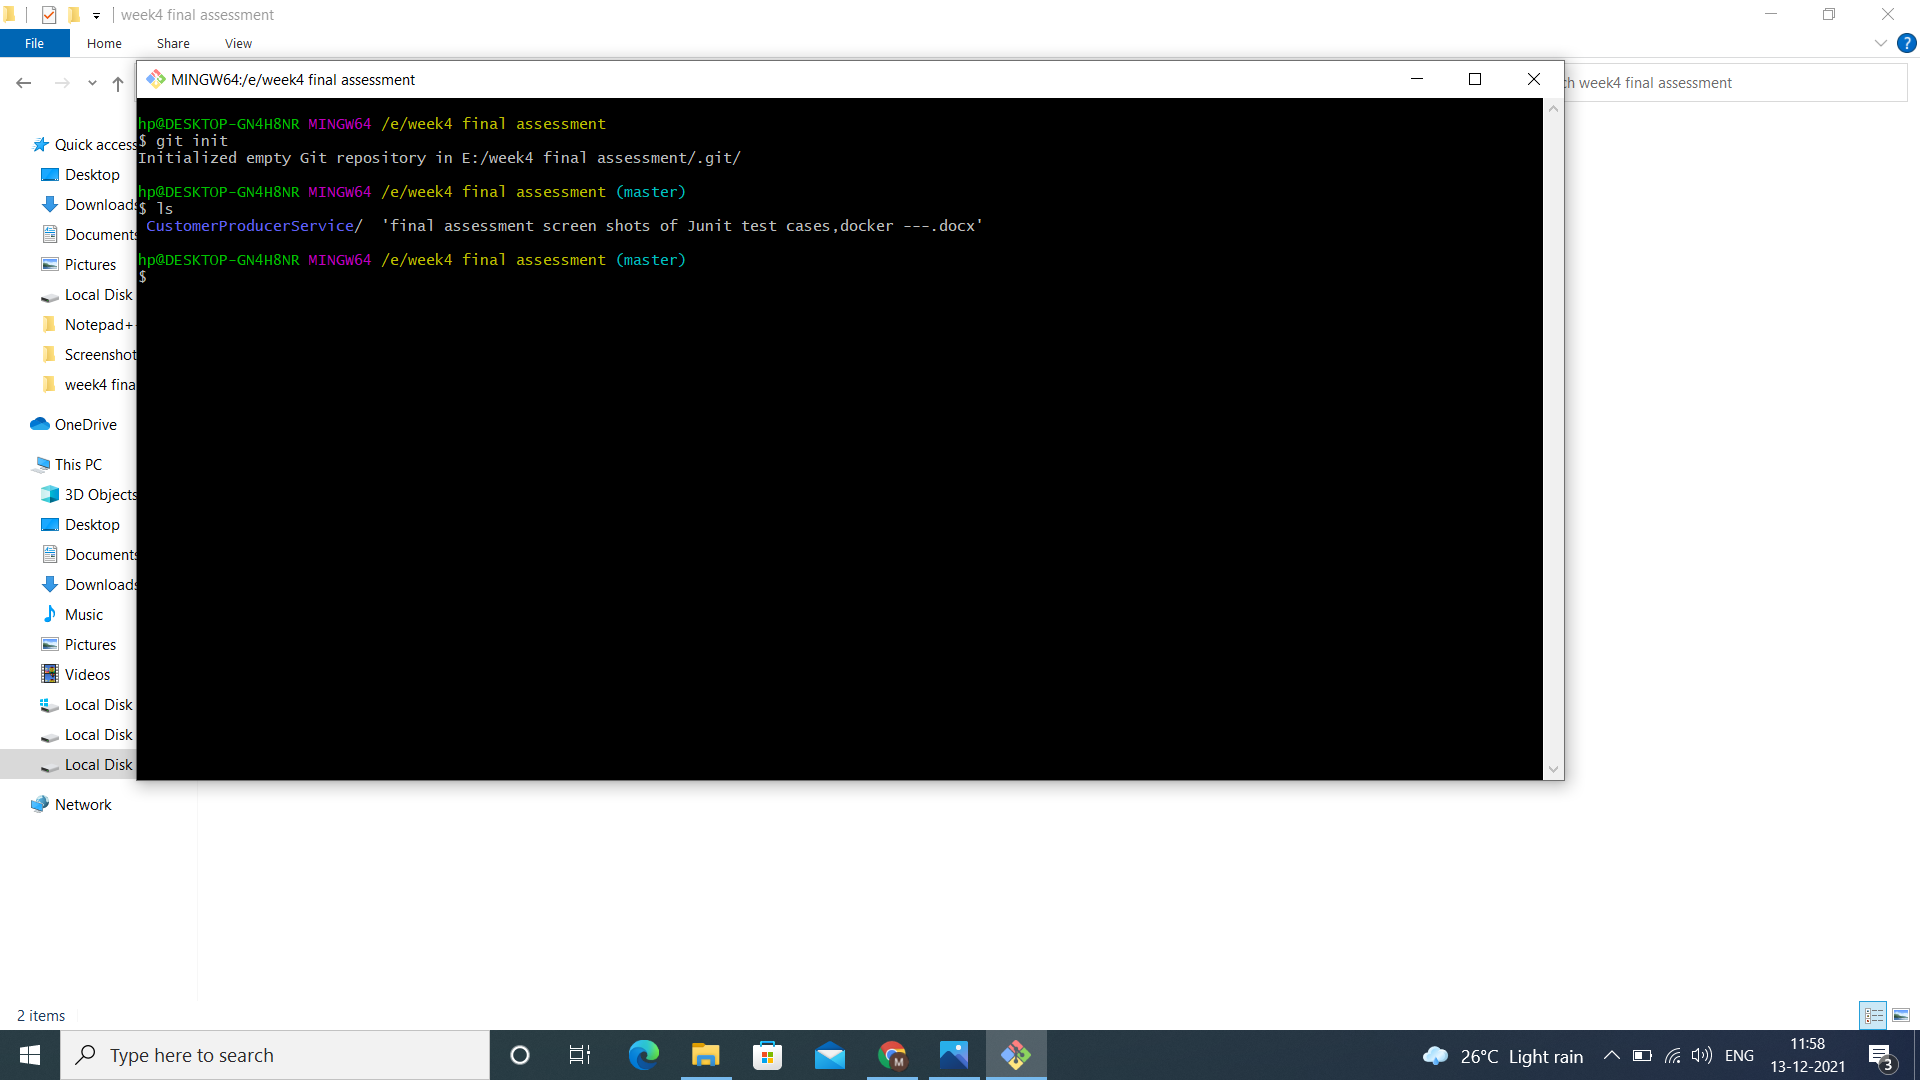 week4 final assessment
File Home Share View
?
MINGW64:/e/week4 final assessment
ch week4 final assessment
hp@DESKTOP-GN4H8NR MINGW64 /e/week4 final assessment
$ git init
Initialized empty Git repository in E:/week4 final assessment/.git/
hp@DESKTOP-GN4H8NR MINGW64 /e/week4 final assessment (master)
$ ls
CustomerProducerService/ 'final assessment screen shots of Junit test cases,docker ---.docx'
hp@DESKTOP-GN4H8NR MINGW64 /e/week4 final assessment (master)
$
Quick access
Desktop
Downloads
Documents
Pictures
Local Disk
Notepad+
Screenshot
week4 fina
OneDrive
This PC
3D Objects
Desktop
Documents
Downloads
Music
Pictures
Videos
Local Disk
Local Disk
Local Disk
Network
2 items
Type here to search
M
26°C Light rain
ENG
11:58
13-12-2021
3